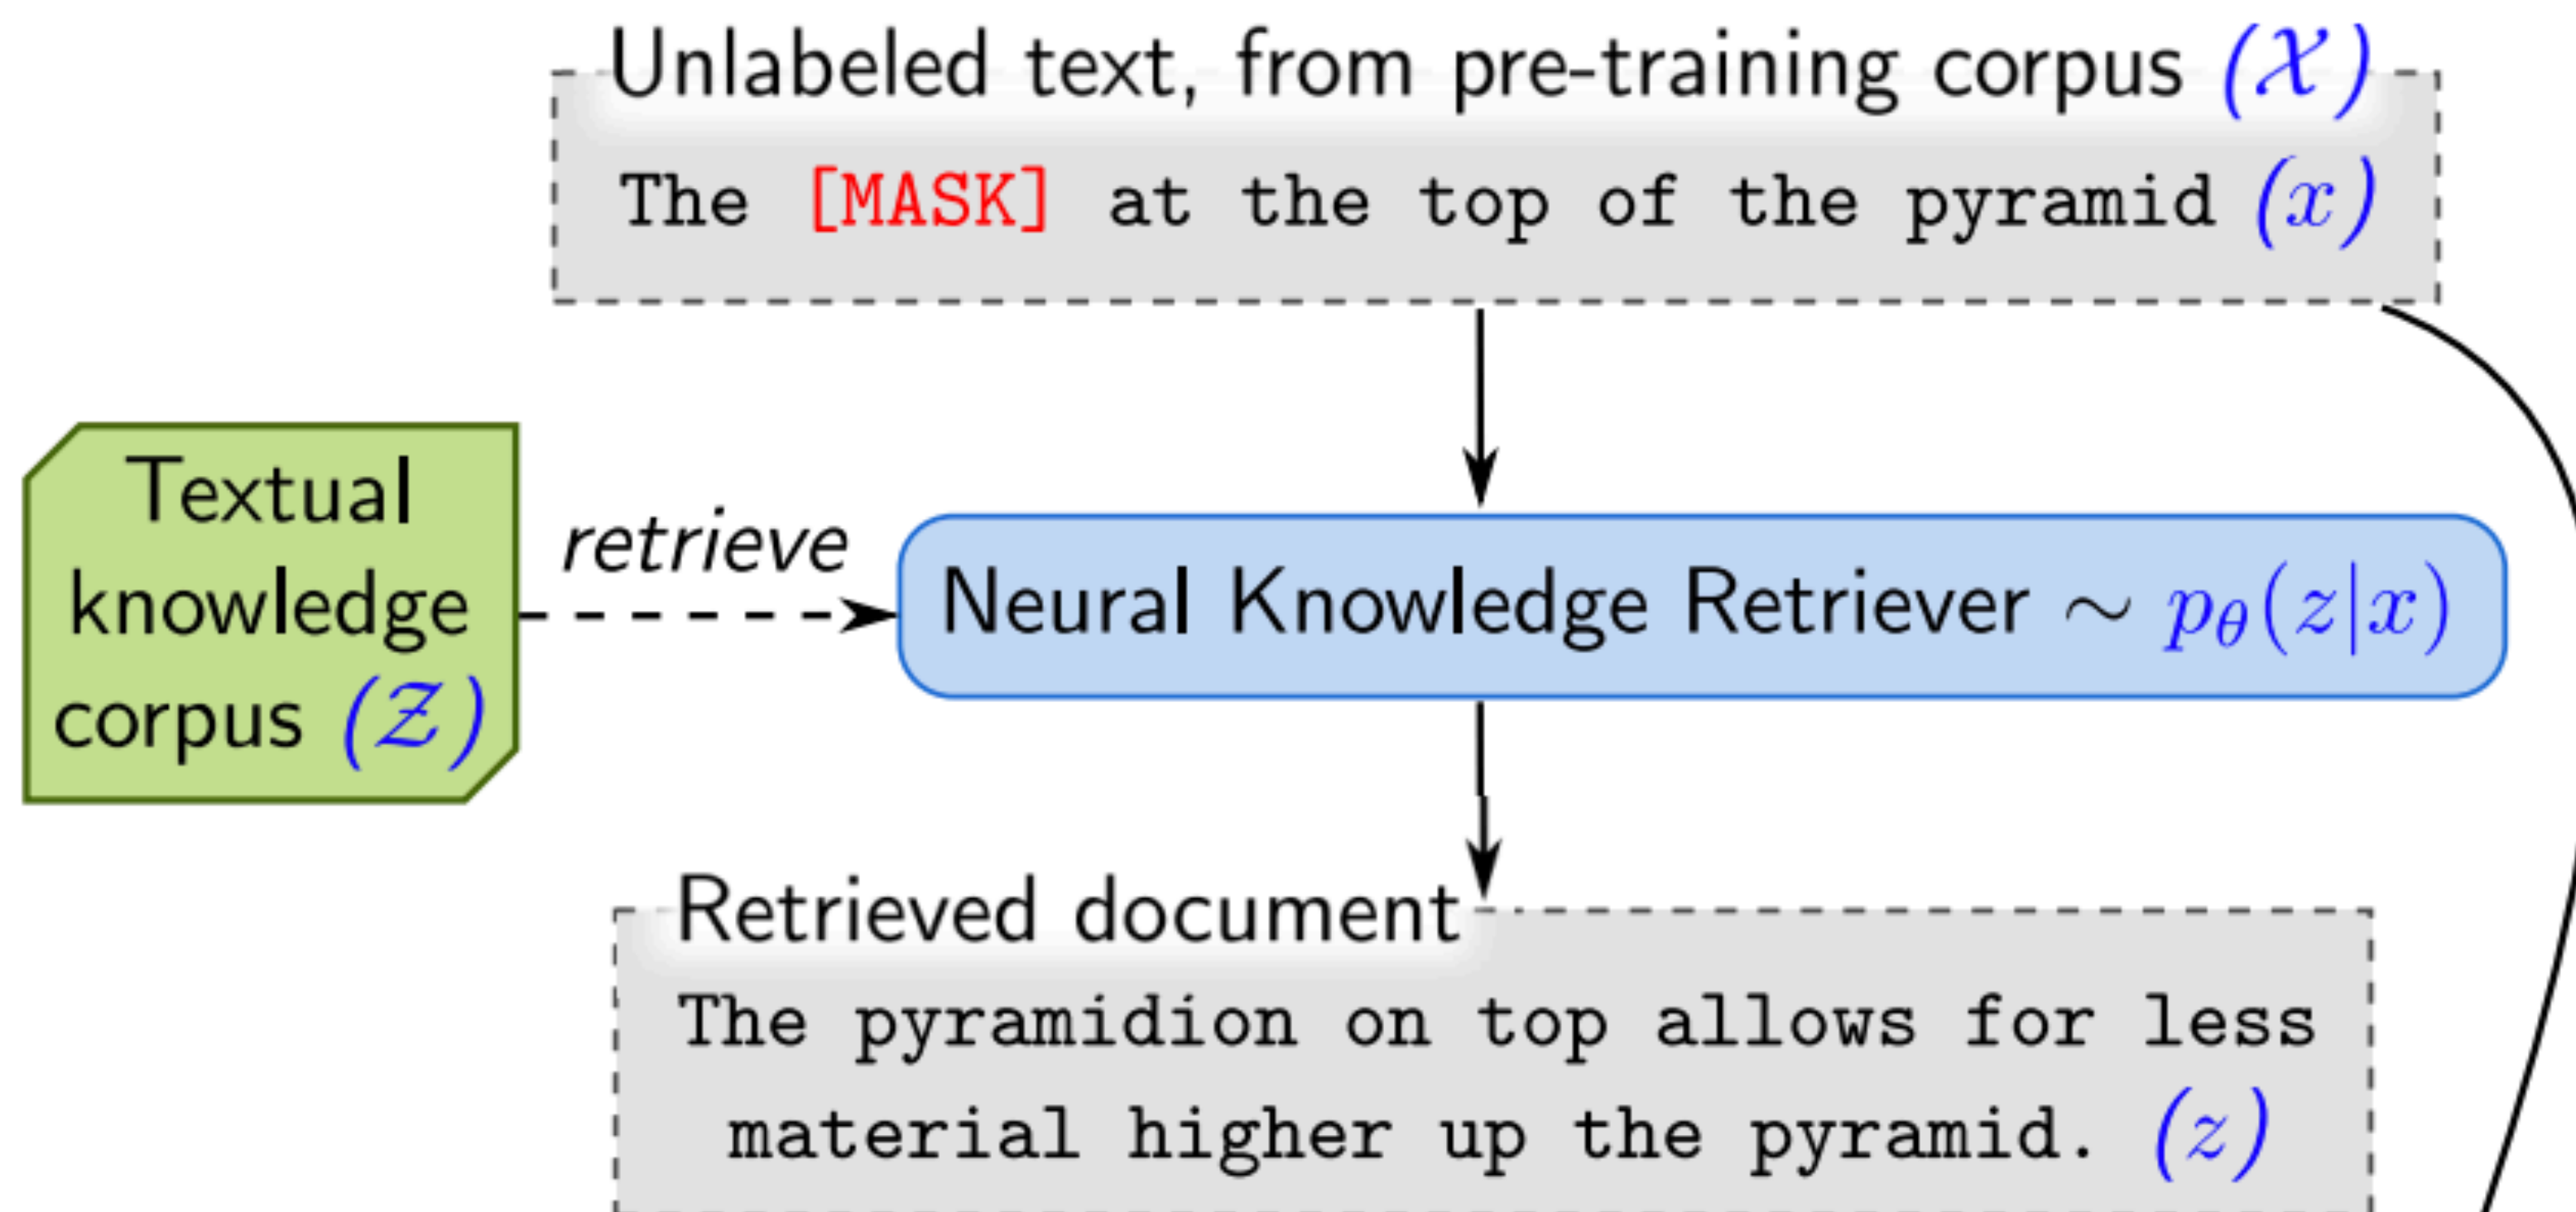 Unlabeled text, from pre-training corpus (𝒳)
The [MASK] at the top of the pyramid (x)
Textual
knowledge
corpus (𝒵)
retrieve
Neural Knowledge Retriever ~ pθ(z|x)
Retrieved document
The pyramidion on top allows for less
material higher up the pyramid. (z)